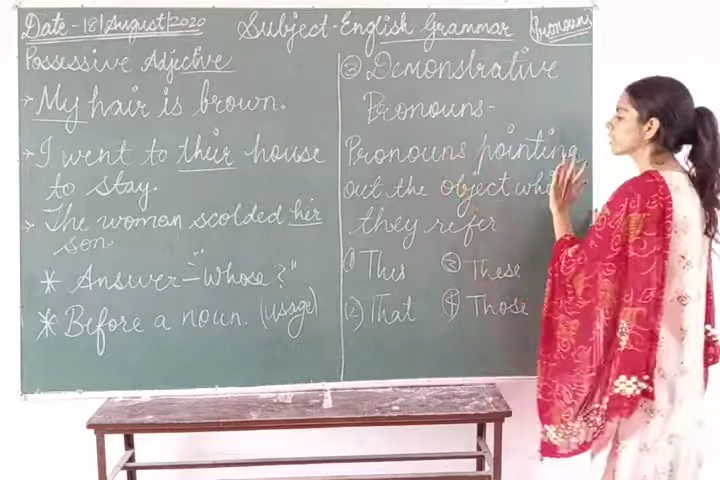 Date - 18/August/2020
Subject - English Grammar
Pronouns
Possessive Adjective
→ My hair is brown.
→ I went to their house
to stay.
→ The woman scolded her
son.
* Answer - "Whose?"
* Before a noun. (usage)
② Demonstrative
Pronouns -
Pronouns pointing
out the object
they refer
① This ③ These
② That ④ Those